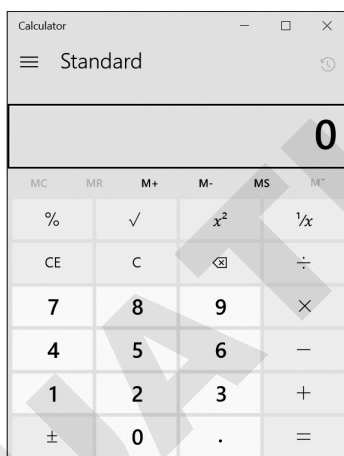 Calculator
Standard
0
MC MR M+ M- MS M˅
% √ x² ¹/x
CE C ⌫ ÷
7 8 9 ×
4 5 6 −
1 2 3 +
± 0 . =